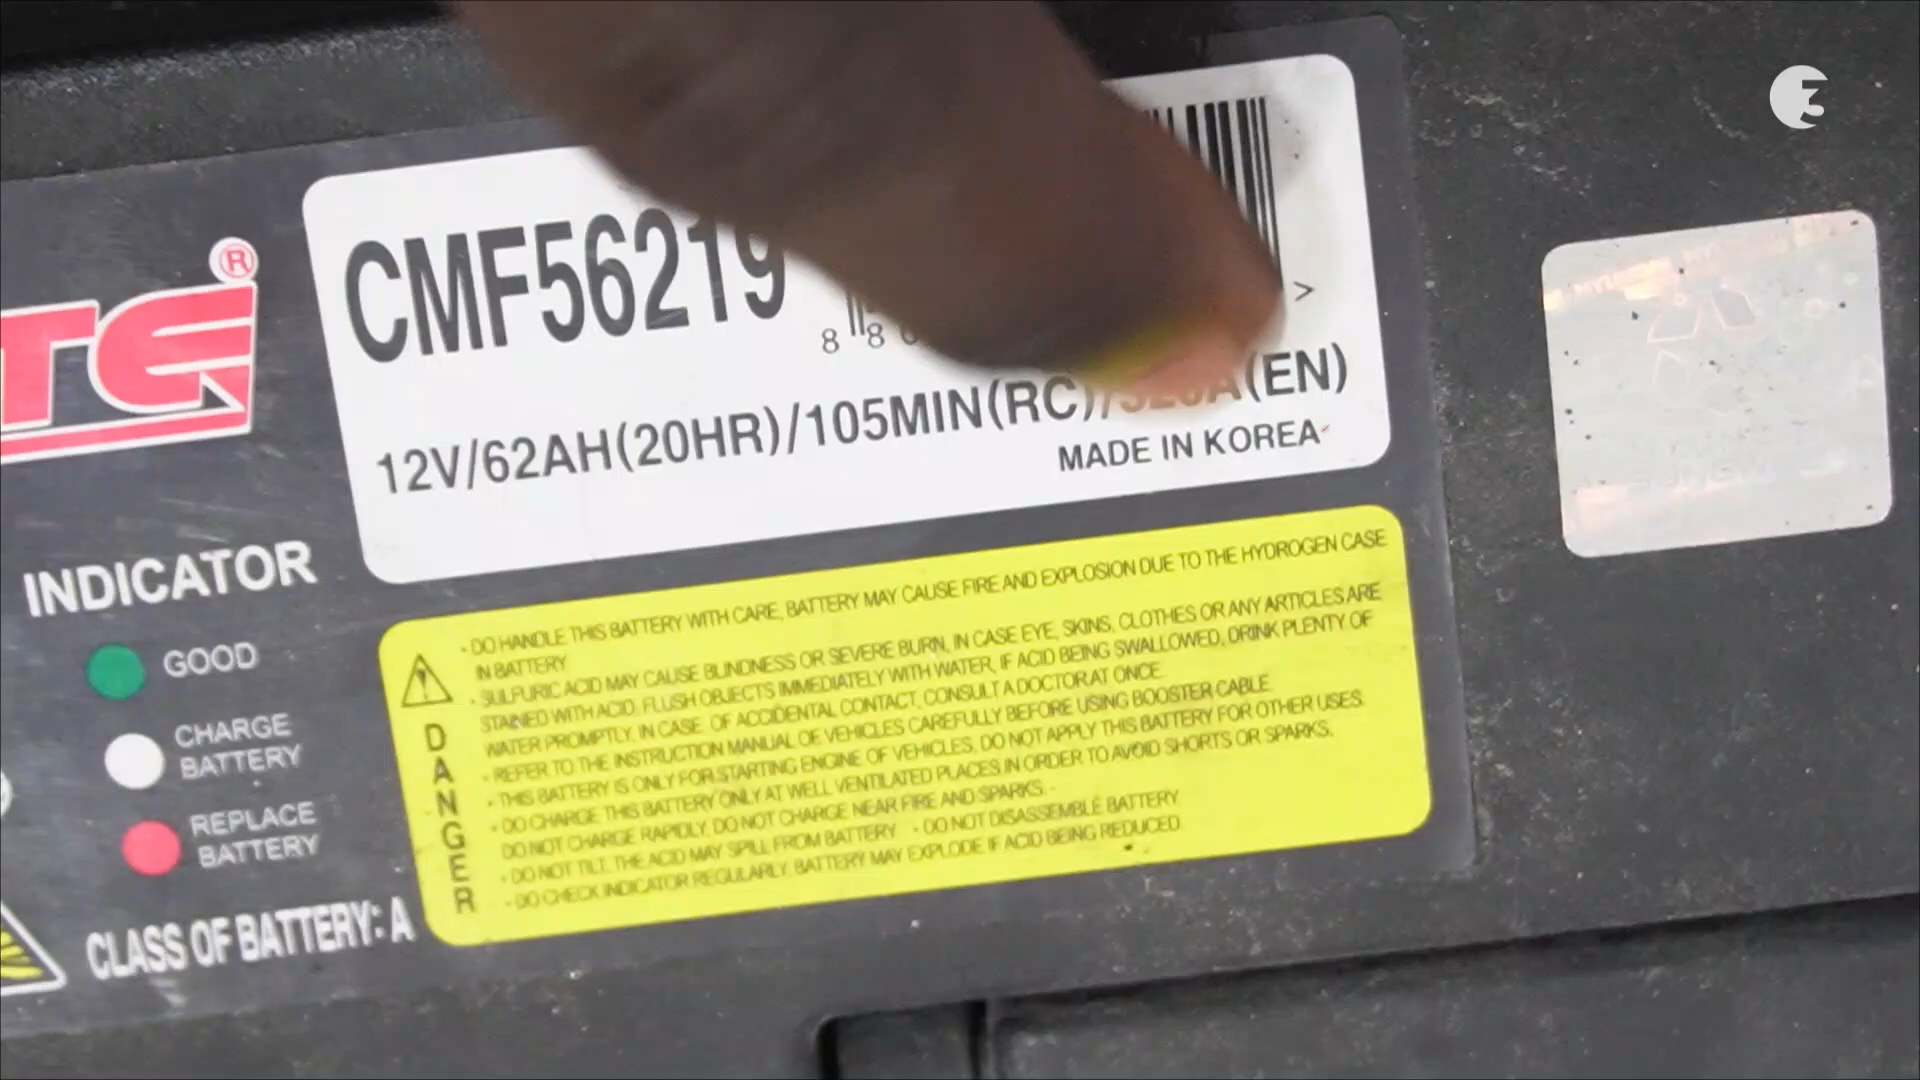 TE®
CMF56219
8 8
12V/62AH(20HR)/105MIN(RC)/520A(EN)
MADE IN KOREA
INDICATOR
GOOD
CHARGE
BATTERY
REPLACE
BATTERY
CLASS OF BATTERY: A
DANGER
· DO HANDLE THIS BATTERY WITH CARE, BATTERY MAY CAUSE FIRE AND EXPLOSION DUE TO THE HYDROGEN CASE
IN BATTERY.
· SULFURIC ACID MAY CAUSE BLINDNESS OR SEVERE BURN, IN CASE EYE, SKINS, CLOTHES OR ANY ARTICLES ARE
STAINED WITH ACID, FLUSH OBJECTS IMMEDIATELY WITH WATER, IF ACID BEING SWALLOWED, DRINK PLENTY OF
WATER PROMPTLY. IN CASE OF ACCIDENTAL CONTACT, CONSULT A DOCTOR AT ONCE.
· REFER TO THE INSTRUCTION MANUAL OF VEHICLES CAREFULLY BEFORE USING BOOSTER CABLE.
· THIS BATTERY IS ONLY FOR STARTING ENGINE OF VEHICLES. DO NOT APPLY THIS BATTERY FOR OTHER USES.
· DO CHARGE THIS BATTERY ONLY AT WELL VENTILATED PLACES IN ORDER TO AVOID SHORTS OR SPARKS.
DO NOT CHARGE RAPIDLY. DO NOT CHARGE NEAR FIRE AND SPARKS.
· DO NOT TILT. THE ACID MAY SPILL FROM BATTERY. · DO NOT DISASSEMBLE BATTERY.
· DO CHECK INDICATOR REGULARLY. BATTERY MAY EXPLODE IF ACID BEING REDUCED.